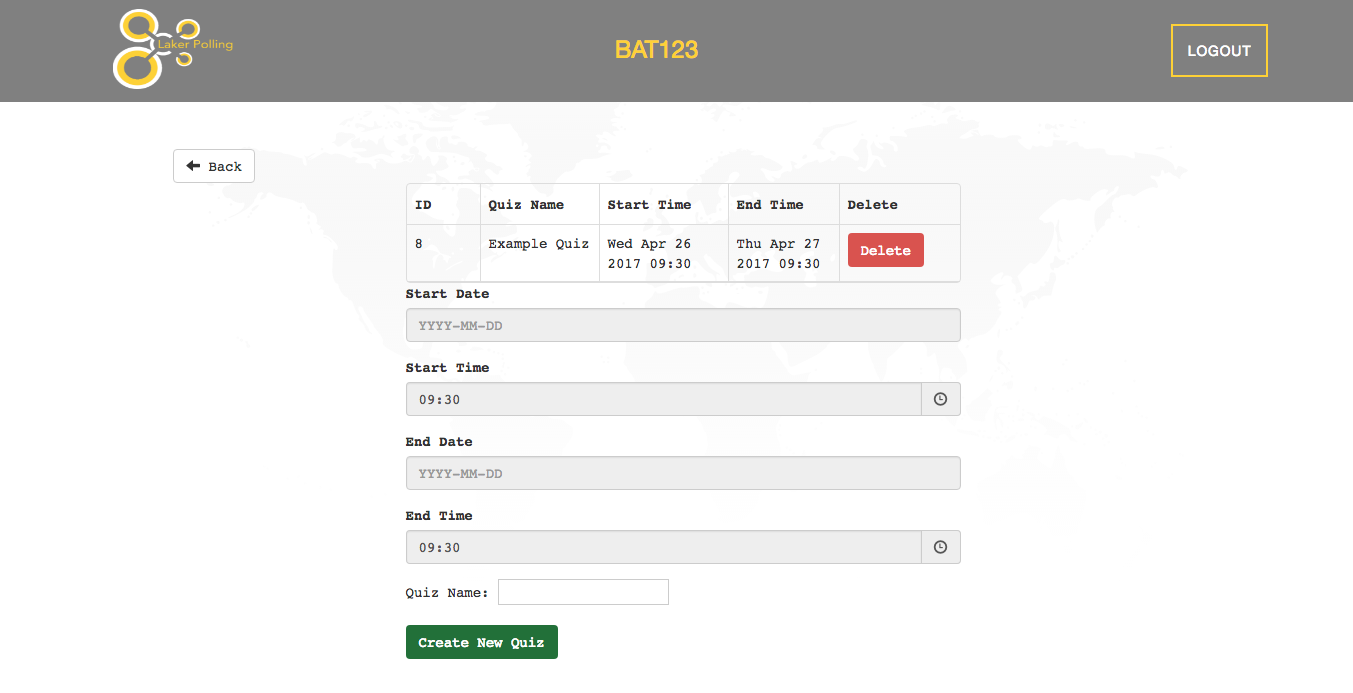 Laker Polling
BAT123
LOGOUT
Back
ID Quiz Name Start Time End Time Delete
8 Example Quiz Wed Apr 26 Thu Apr 27 Delete
2017 09:30 2017 09:30
Start Date
YYYY-MM-DD
Start Time
09:30
End Date
YYYY-MM-DD
End Time
09:30
Quiz Name:
Create New Quiz